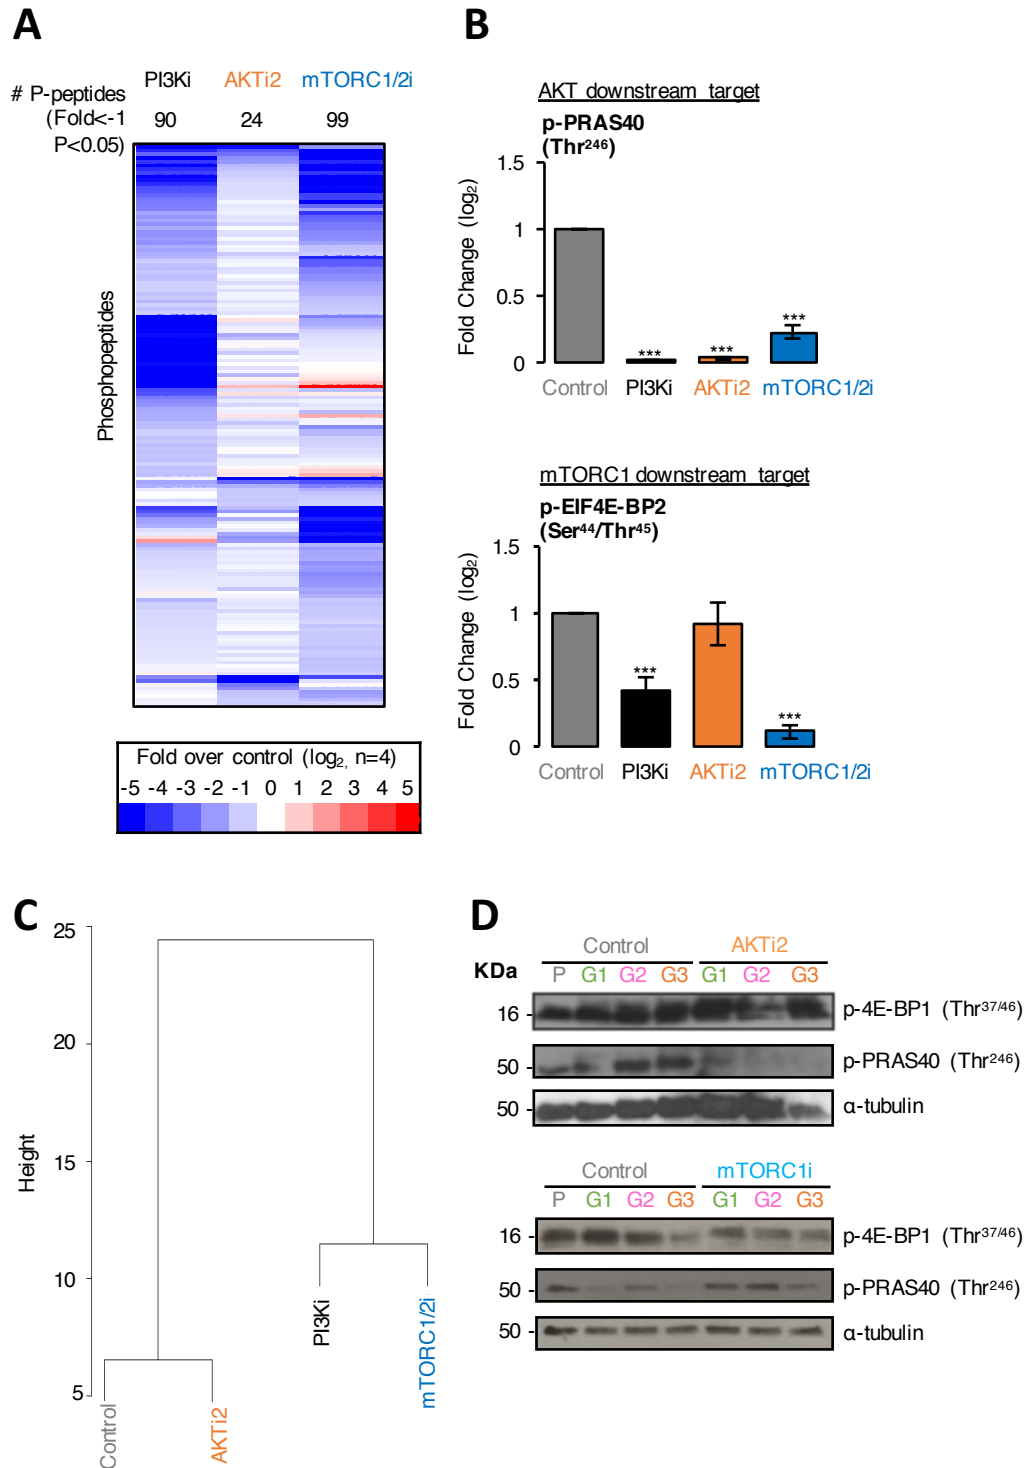 A
PI3Ki AKTi2 mTORC1/2i
# P-peptides
(Fold<-1
P<0.05)
90 24 99
Phosphopeptides
Fold over control (log2, n=4)
-5 -4 -3 -2 -1 0 1 2 3 4 5
B
AKT downstream target
p-PRAS40
(Thr246)
Fold Change (log2)
1.5
1
0.5
0
*** *** ***
Control PI3Ki AKTi2 mTORC1/2i
mTORC1 downstream target
p-EIF4E-BP2
(Ser44/Thr45)
Fold Change (log2)
1.5
1
0.5
0
*** ***
Control PI3Ki AKTi2 mTORC1/2i
C
Height
25
20
15
10
5
Control
AKTi2
PI3Ki
mTORC1/2i
D
Control AKTi2
KDa P G1 G2 G3 G1 G2 G3
16 - p-4E-BP1 (Thr37/46)
50 - p-PRAS40 (Thr246)
50 - α-tubulin
Control mTORC1i
P G1 G2 G3 G1 G2 G3
16 - p-4E-BP1 (Thr37/46)
50 - p-PRAS40 (Thr246)
50 - α-tubulin